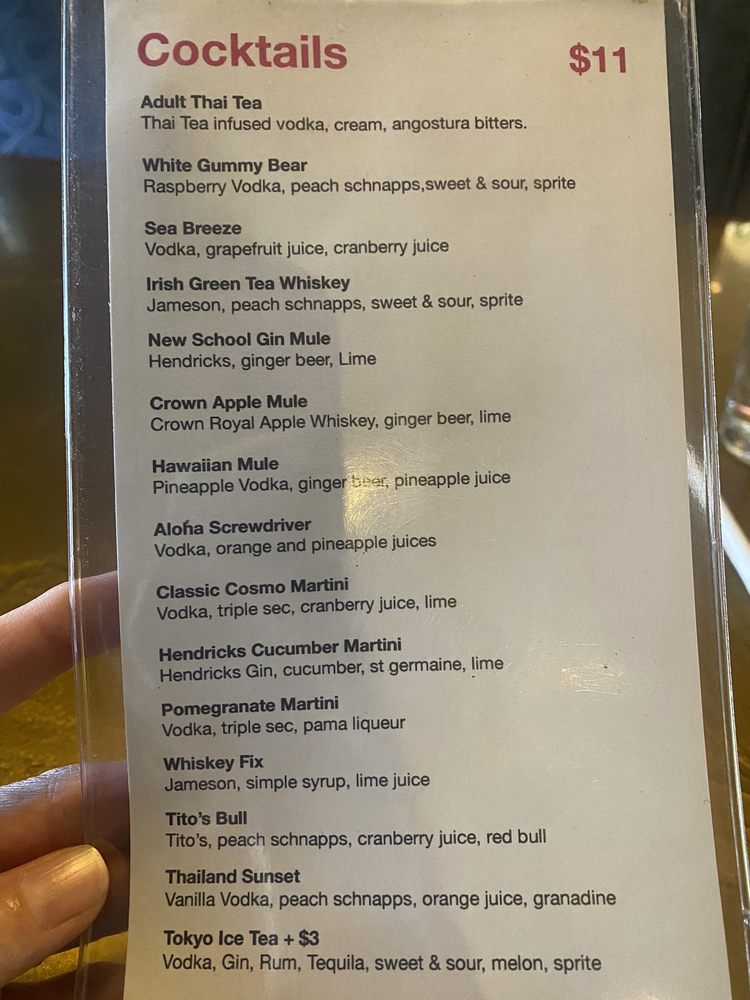 Cocktails $11
Adult Thai Tea
Thai Tea infused vodka, cream, angostura bitters.
White Gummy Bear
Raspberry Vodka, peach schnapps,sweet & sour, sprite
Sea Breeze
Vodka, grapefruit juice, cranberry juice
Irish Green Tea Whiskey
Jameson, peach schnapps, sweet & sour, sprite
New School Gin Mule
Hendricks, ginger beer, Lime
Crown Apple Mule
Crown Royal Apple Whiskey, ginger beer, lime
Hawaiian Mule
Pineapple Vodka, ginger beer, pineapple juice
Aloha Screwdriver
Vodka, orange and pineapple juices
Classic Cosmo Martini
Vodka, triple sec, cranberry juice, lime
Hendricks Cucumber Martini
Hendricks Gin, cucumber, st germaine, lime
Pomegranate Martini
Vodka, triple sec, pama liqueur
Whiskey Fix
Jameson, simple syrup, lime juice
Tito's Bull
Tito's, peach schnapps, cranberry juice, red bull
Thailand Sunset
Vanilla Vodka, peach schnapps, orange juice, granadine
Tokyo Ice Tea + $3
Vodka, Gin, Rum, Tequila, sweet & sour, melon, sprite